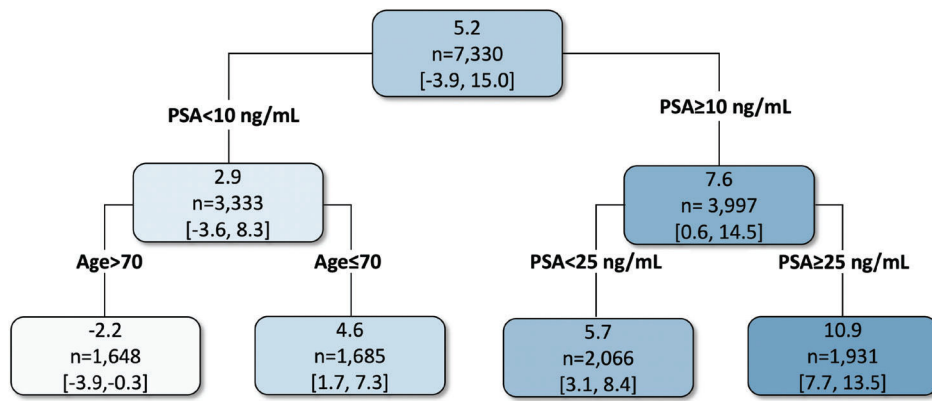 5.2
n=7,330
[-3.9, 15.0]
PSA<10 ng/mL
PSA≥10 ng/mL
2.9
n=3,333
[-3.6, 8.3]
7.6
n= 3,997
[0.6, 14.5]
Age>70
Age≤70
PSA<25 ng/mL
PSA≥25 ng/mL
-2.2
n=1,648
[-3.9,-0.3]
4.6
n=1,685
[1.7, 7.3]
5.7
n=2,066
[3.1, 8.4]
10.9
n=1,931
[7.7, 13.5]